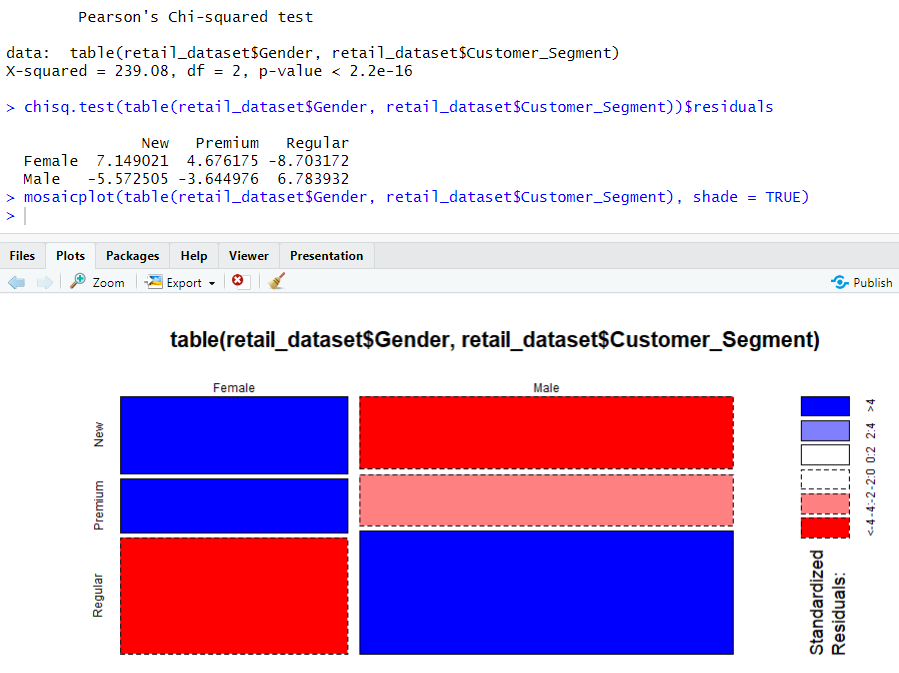 Pearson's Chi-squared test
data:  table(retail_dataset$Gender, retail_dataset$Customer_Segment)
X-squared = 239.08, df = 2, p-value < 2.2e-16
> chisq.test(table(retail_dataset$Gender, retail_dataset$Customer_Segment))$residuals
New   Premium   Regular
Female  7.149021  4.676175 -8.703172
Male   -5.572505 -3.644976  6.783932
> mosaicplot(table(retail_dataset$Gender, retail_dataset$Customer_Segment), shade = TRUE)
>
Files Plots Packages Help Viewer Presentation
Zoom Export Publish
table(retail_dataset$Gender, retail_dataset$Customer_Segment)
Female Male
New
Premium
Regular
>4
2:4
0:2
-2:0
-4:-2
<-4
Standardized
Residuals: